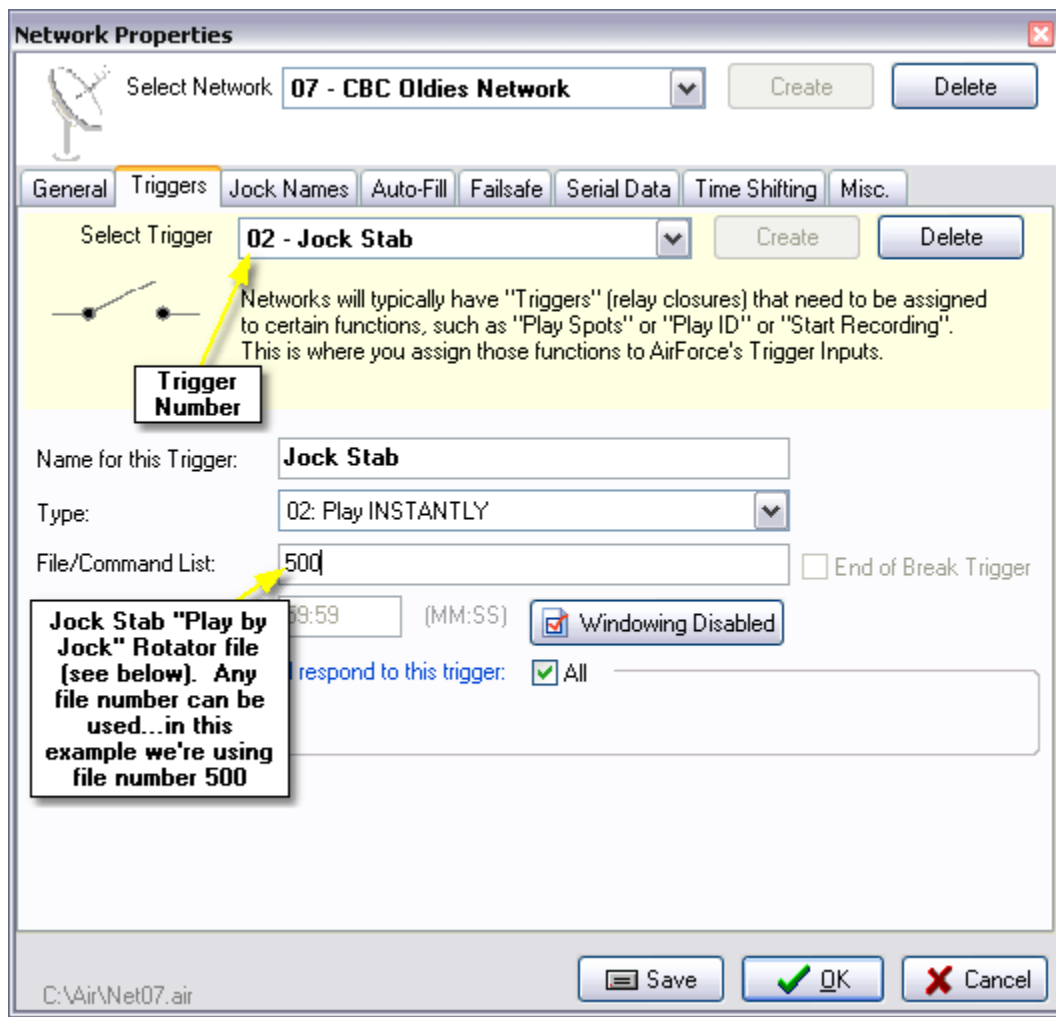 Network Properties
Select Network 07 - CBC Oldies Network Create Delete
General Triggers Jock Names Auto-Fill Failsafe Serial Data Time Shifting Misc.
Select Trigger 02 - Jock Stab Create Delete
Networks will typically have "Triggers" (relay closures) that need to be assigned
to certain functions, such as "Play Spots" or "Play ID" or "Start Recording".
This is where you assign those functions to AirForce's Trigger Inputs.
Trigger
Number
Name for this Trigger: Jock Stab
Type: 02: Play INSTANTLY
File/Command List: 500 End of Break Trigger
:59 (MM:SS) Windowing Disabled
respond to this trigger: All
Jock Stab "Play by
Jock" Rotator file
(see below). Any
file number can be
used...in this
example we're using
file number 500
C:\Air\Net07.air
Save OK Cancel